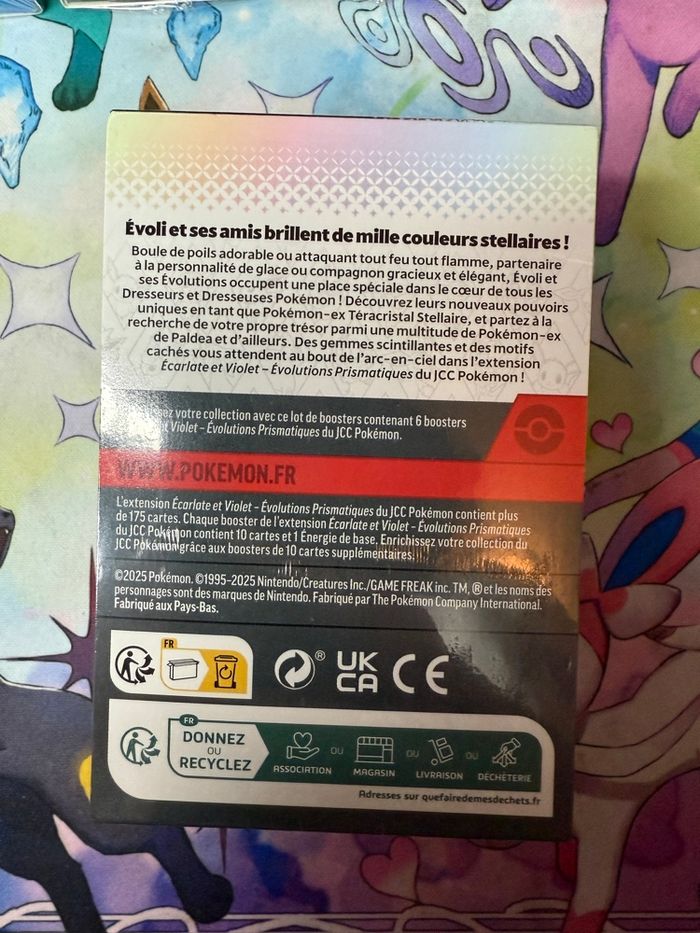 Évoli et ses amis brillent de mille couleurs stellaires !
Boule de poils adorable ou attaquant tout feu tout flamme, partenaire
à la personnalité de glace ou compagnon gracieux et élégant, Évoli et
ses Évolutions occupent une place spéciale dans le cœur de tous les
Dresseurs et Dresseuses Pokémon ! Découvrez leurs nouveaux pouvoirs
uniques en tant que Pokémon-ex Téracristal Stellaire, et partez à la
recherche de votre propre trésor parmi une multitude de Pokémon-ex
de Paldea et d'ailleurs. Des gemmes scintillantes et des motifs
cachés vous attendent au bout de l'arc-en-ciel dans l'extension
Écarlate et Violet – Évolutions Prismatiques du JCC Pokémon !
votre collection avec ce lot de boosters contenant 6 boosters
et Violet – Évolutions Prismatiques du JCC Pokémon.
WWW.POKEMON.FR
L'extension Écarlate et Violet – Évolutions Prismatiques du JCC Pokémon contient plus
de 175 cartes. Chaque booster de l'extension Écarlate et Violet – Évolutions Prismatiques
du JCC Pokémon contient 10 cartes et 1 Énergie de base. Enrichissez votre collection du
JCC Pokémon grâce aux boosters de 10 cartes supplémentaires.
©2025 Pokémon. ©1995-2025 Nintendo/Creatures Inc./GAME FREAK inc. TM, ® et les noms des
personnages sont des marques de Nintendo. Fabriqué par The Pokémon Company International.
Fabriqué aux Pays-Bas.
FR
® UK CA CE
FR
DONNEZ
OU
RECYCLEZ
ASSOCIATION OU MAGASIN OU LIVRAISON OU DÉCHÈTERIE
Adresses sur quefairedemesdechets.fr